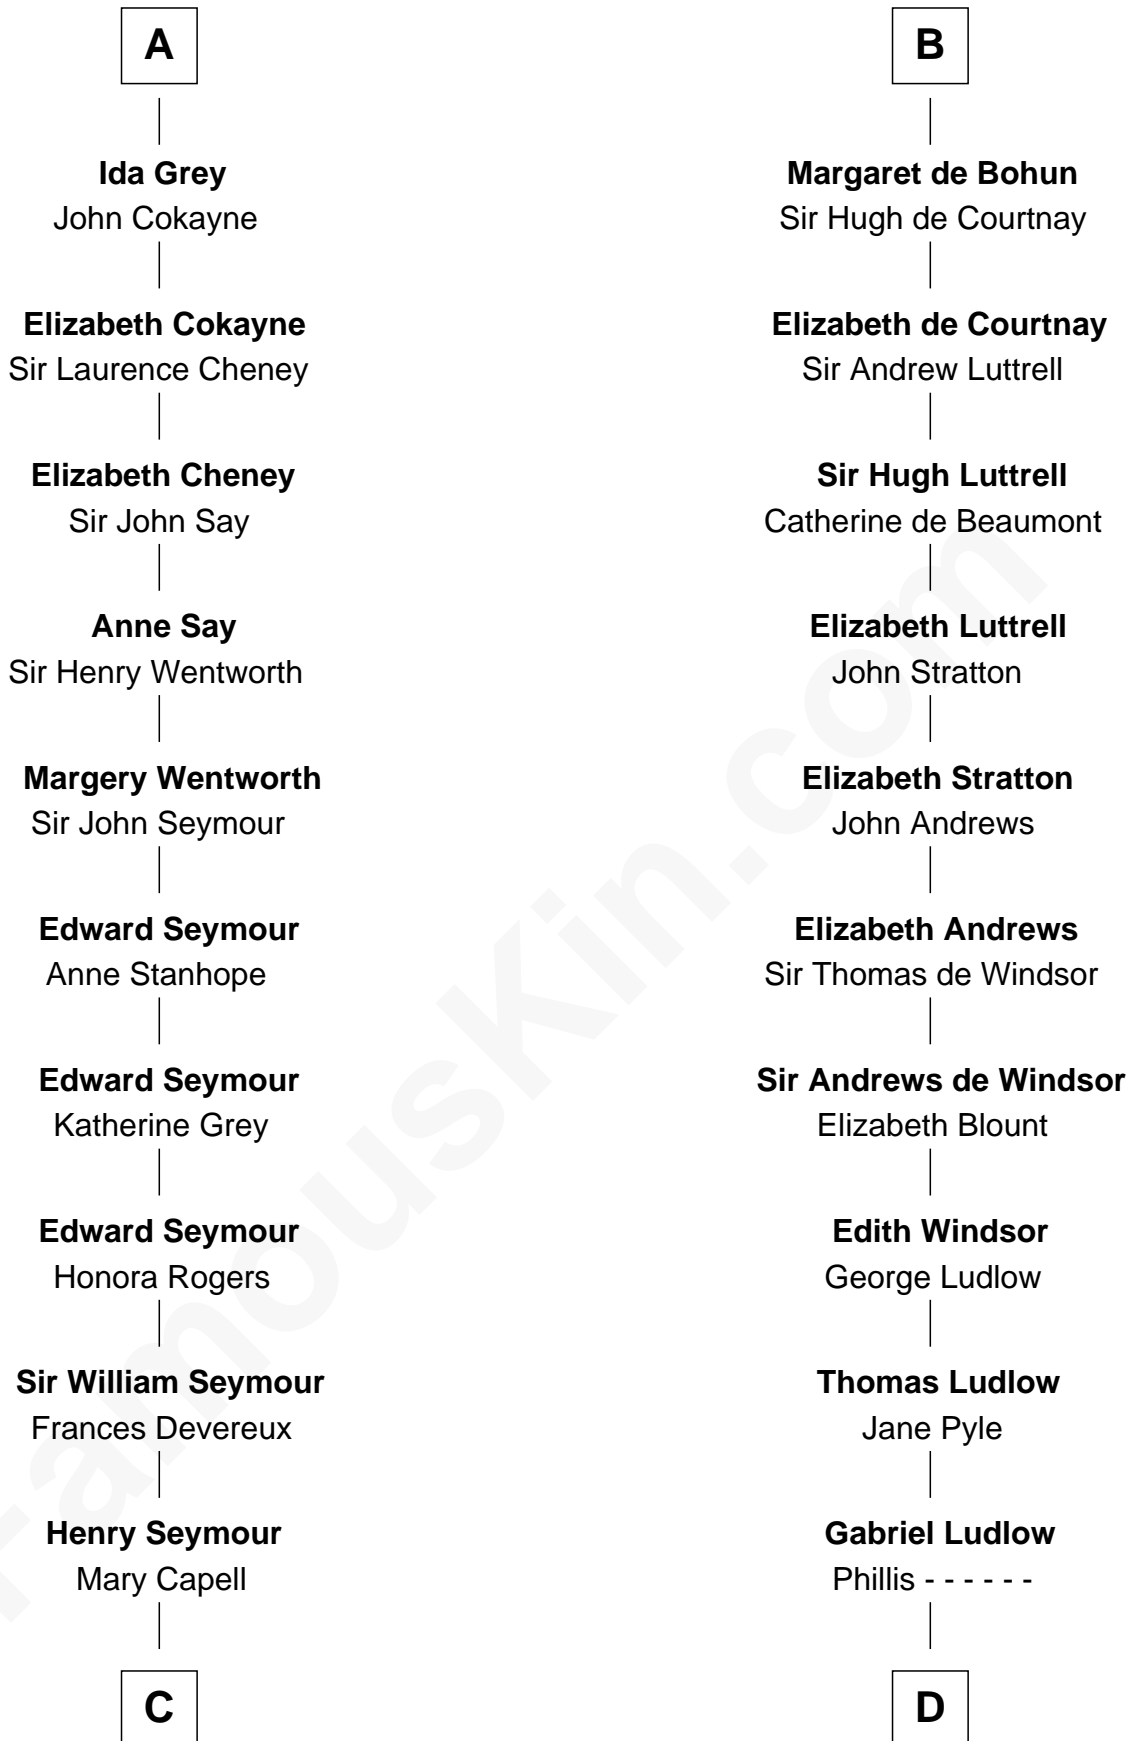 A
Ida Grey
John Cokayne
Elizabeth Cokayne
Sir Laurence Cheney
Elizabeth Cheney
Sir John Say
Anne Say
Sir Henry Wentworth
Margery Wentworth
Sir John Seymour
Edward Seymour
Anne Stanhope
Edward Seymour
Katherine Grey
Edward Seymour
Honora Rogers
Sir William Seymour
Frances Devereux
Henry Seymour
Mary Capell
C
B
Margaret de Bohun
Sir Hugh de Courtnay
Elizabeth de Courtnay
Sir Andrew Luttrell
Sir Hugh Luttrell
Catherine de Beaumont
Elizabeth Luttrell
John Stratton
Elizabeth Stratton
John Andrews
Elizabeth Andrews
Sir Thomas de Windsor
Sir Andrews de Windsor
Elizabeth Blount
Edith Windsor
George Ludlow
Thomas Ludlow
Jane Pyle
Gabriel Ludlow
Phillis - - - - - -
D
FamousKin.com